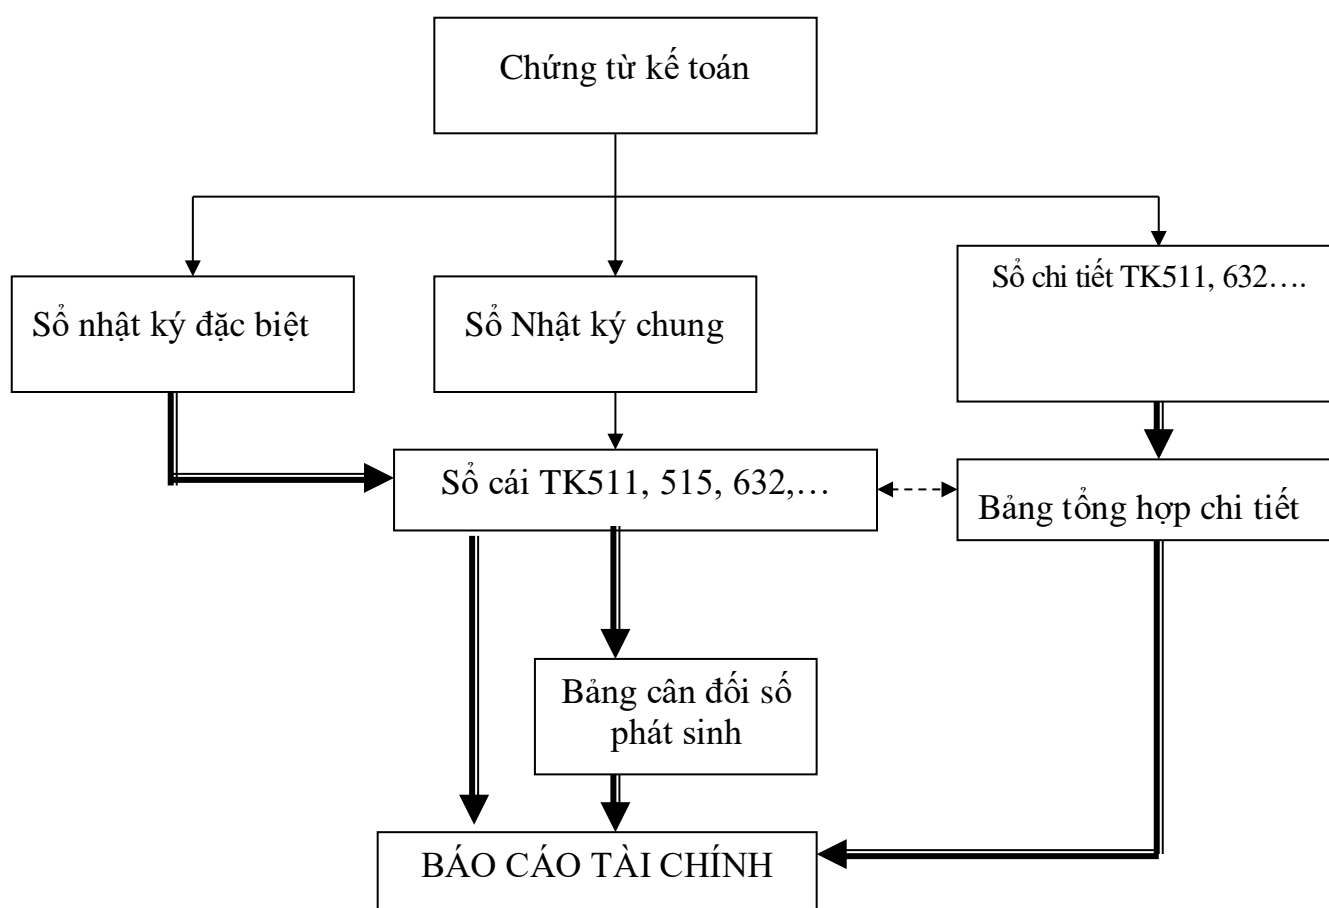 Chứng từ kế toán
Sổ nhật ký đặc biệt
Sổ Nhật ký chung
Sổ chi tiết TK511, 632….
Sổ cái TK511, 515, 632,…
Bảng tổng hợp chi tiết
Bảng cân đối số
phát sinh
BÁO CÁO TÀI CHÍNH